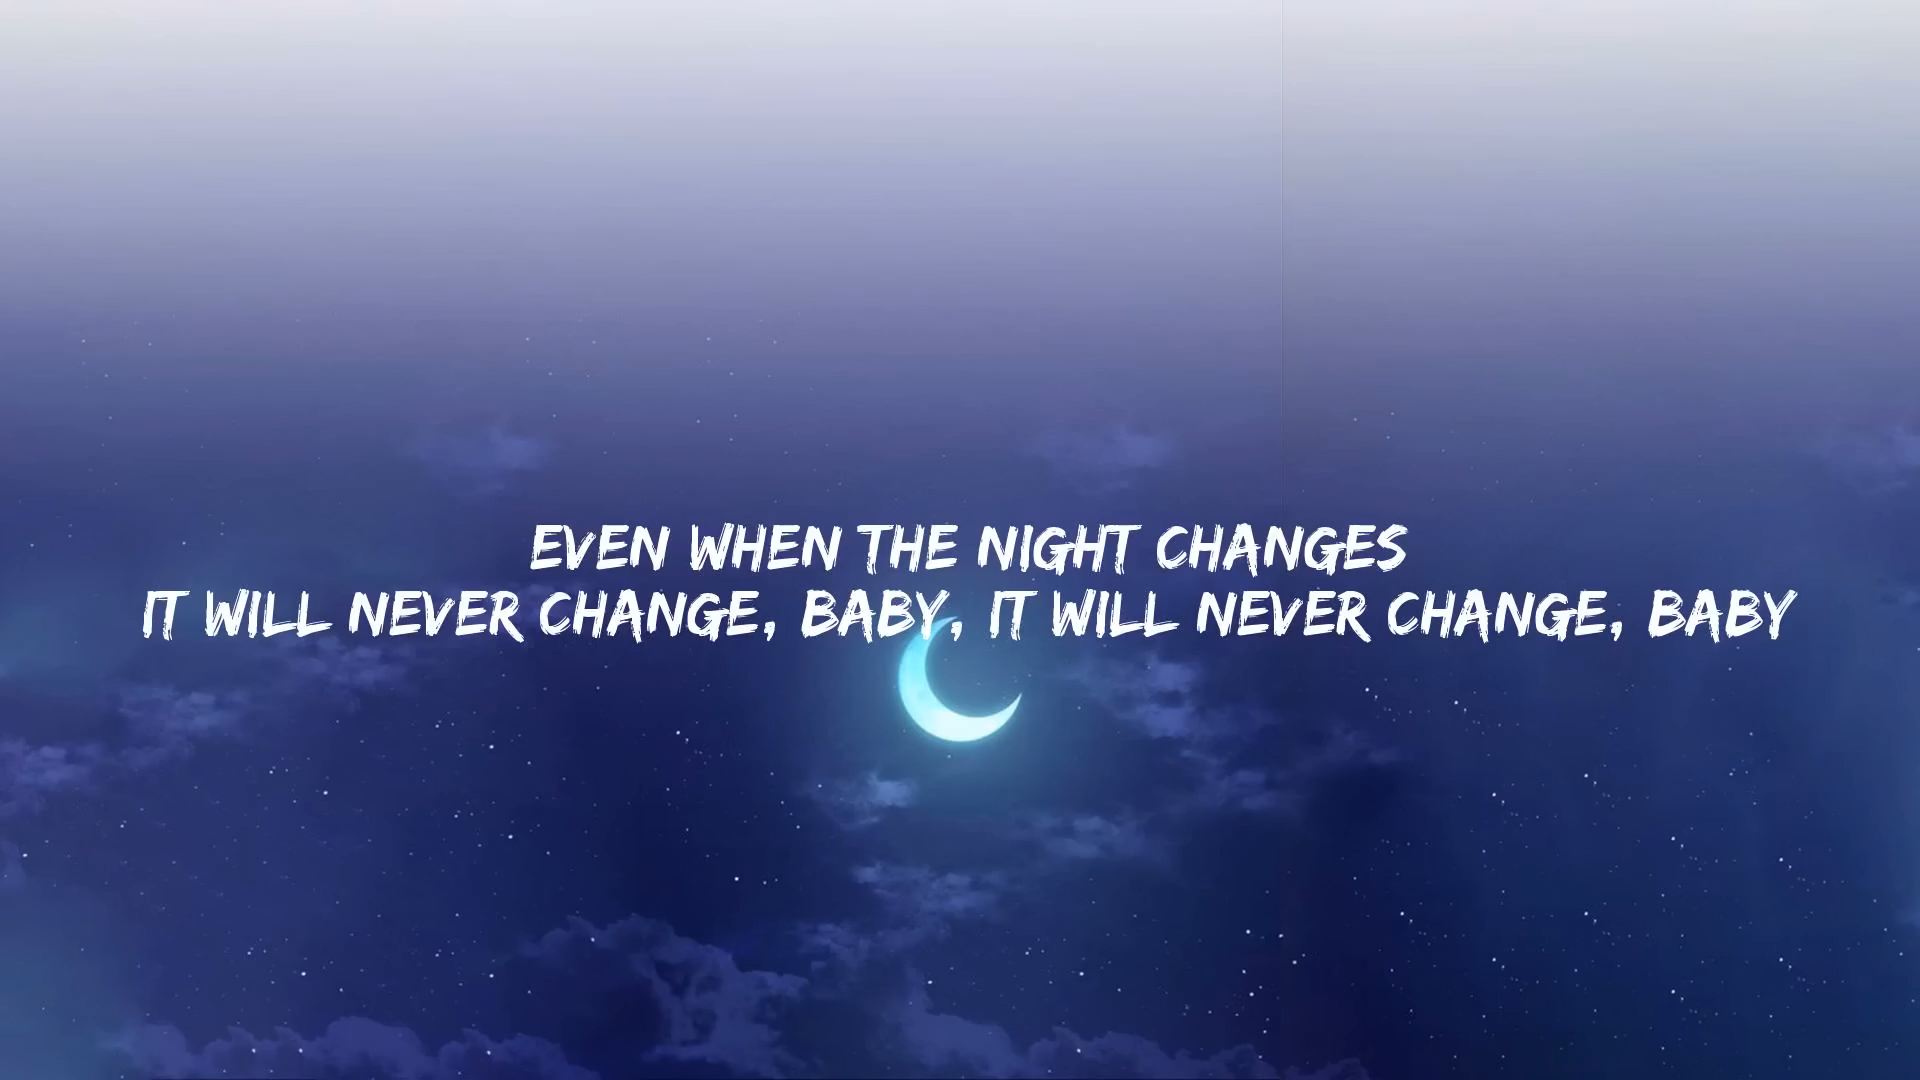 EVEN WHEN THE NIGHT CHANGES
IT WILL NEVER CHANGE, BABY, IT WILL NEVER CHANGE, BABY